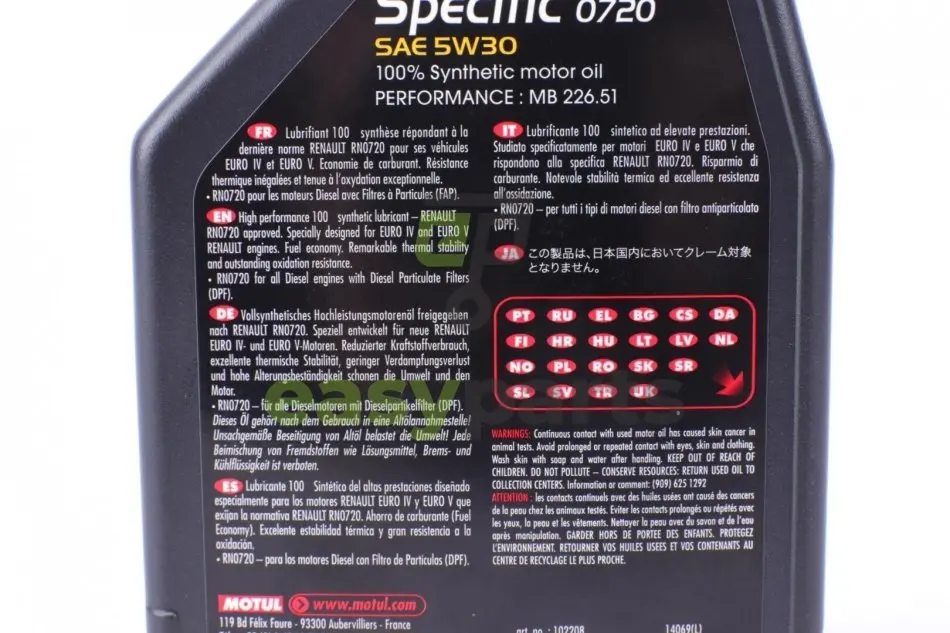 Specific 0720
SAE 5W30
100% Synthetic motor oil
PERFORMANCE : MB 226.51
FR Lubrifiant 100 synthèse répondant à la
dernière norme RENAULT RN0720 pour ses véhicules
EURO IV et EURO V. Economie de carburant. Résistance
thermique inégalées et tenue à l'oxydation exceptionnelle.
• RN0720 pour les moteurs Diesel avec Filtres à Particules (FAP).
EN High performance 100 synthetic lubricant – RENAULT
RN0720 approved. Specially designed for EURO IV and EURO V
RENAULT engines. Fuel economy. Remarkable thermal stability
and outstanding oxidation resistance.
• RN0720 for all Diesel engines with Diesel Particulate Filters
(DPF).
DE Vollsynthetisches Hochleistungsmotorenöl freigegeben
nach RENAULT RN0720. Speziell entwickelt für neue RENAULT
EURO IV- und EURO V-Motoren. Reduzierter Kraftstoffverbrauch,
exzellente thermische Stabilität, geringer Verdampfungsverlust
und hohe Alterungsbeständigkeit schonen die Umwelt und den
Motor.
• RN0720 – für alle Dieselmotoren mit Dieselpartikelfilter (DPF).
Dieses Öl gehört nach dem Gebrauch in eine Altölannahmestelle!
Unsachgemäße Beseitigung von Altöl belastet die Umwelt! Jede
Beimischung von Fremdstoffen wie Lösungsmittel, Brems- und
Kühlflüssigkeit ist verboten.
ES Lubricante 100 Sintético del altas prestaciones diseñado
especialmente para los motores RENAULT EURO IV y EURO V que
exijan la normativa RENAULT RN0720. Ahorro de carburante (Fuel
Economy). Excelente estabilidad térmica y gran resistencia a la
oxidación.
• RN0720 – para los motores Diesel con Filtro de Partículas (DPF).
MOTUL www.motul.com
119 Bd Félix Faure - 93300 Aubervilliers - France
IT Lubrificante 100 sintetico ad elevate prestazioni.
Studiato specificatamente per motori EURO IV e EURO V che
rispondono alla specifica RENAULT RN0720. Risparmio di
carburante. Notevole stabilità termica ed eccellente resistenza
all'ossidazione.
• RN0720 – per tutti i tipi di motori diesel con filtro antiparticolato
(DPF).
JA この製品は、日本国内においてクレーム対象
となりません。
PT RU EL BG CS DA
FI HR HU LT LV NL
NO PL RO SK SR
SL SV TR UK
WARNINGS: Continuous contact with used motor oil has caused skin cancer in
animal tests. Avoid prolonged or repeated contact with eyes, skin and clothing.
Wash skin with soap and water after handling. KEEP OUT OF REACH OF
CHILDREN. DO NOT POLLUTE – CONSERVE RESOURCES: RETURN USED OIL TO
COLLECTION CENTERS. Information or comment: (909) 625 1292
ATTENTION : les contacts continuels avec des huiles usées ont causé des cancers
de la peau chez les animaux testés. Eviter les contacts prolongés ou répétés avec
les yeux, la peau et les vêtements. Nettoyer la peau avec du savon et de l'eau
après manipulation. GARDER HORS DE PORTEE DES ENFANTS. PROTEGEZ
L'ENVIRONNEMENT. RETOURNER VOS HUILES USEES ET VOS CONTENANTS AU
CENTRE DE RECYCLAGE LE PLUS PROCHE.
art. no : 102208 14069(L)
easyparts